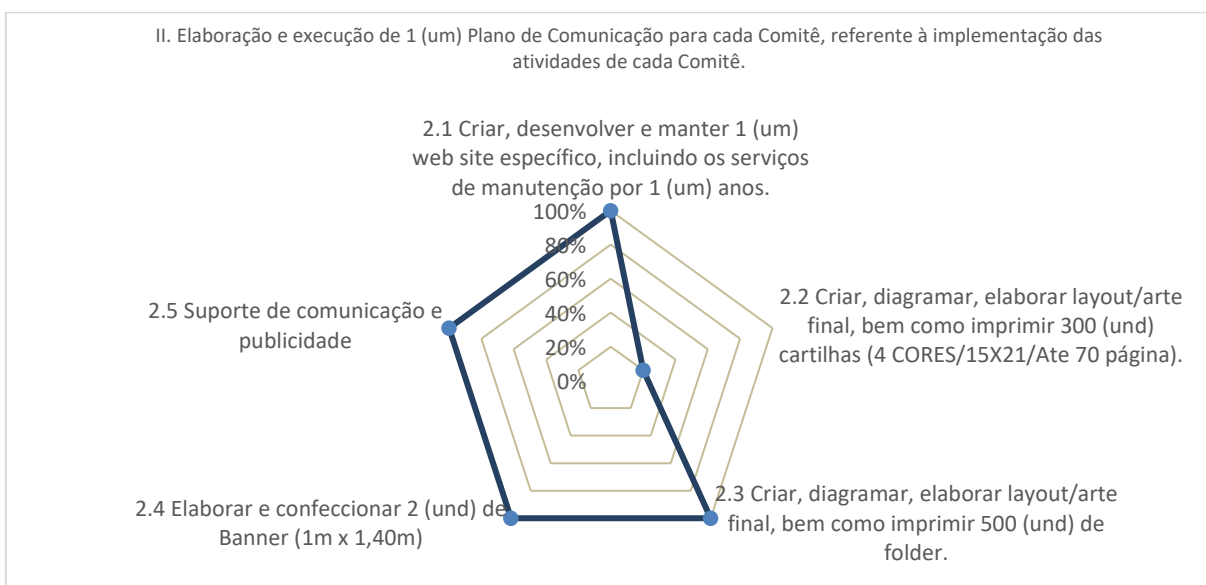 II. Elaboração e execução de 1 (um) Plano de Comunicação para cada Comitê, referente à implementação das
atividades de cada Comitê.
2.1 Criar, desenvolver e manter 1 (um)
web site específico, incluindo os serviços
de manutenção por 1 (um) anos.
100%
80%
60%
40%
20%
0%
2.2 Criar, diagramar, elaborar layout/arte
final, bem como imprimir 300 (und)
cartilhas (4 CORES/15X21/Ate 70 página).
2.3 Criar, diagramar, elaborar layout/arte
final, bem como imprimir 500 (und) de
folder.
2.4 Elaborar e confeccionar 2 (und) de
Banner (1m x 1,40m)
2.5 Suporte de comunicação e
publicidade